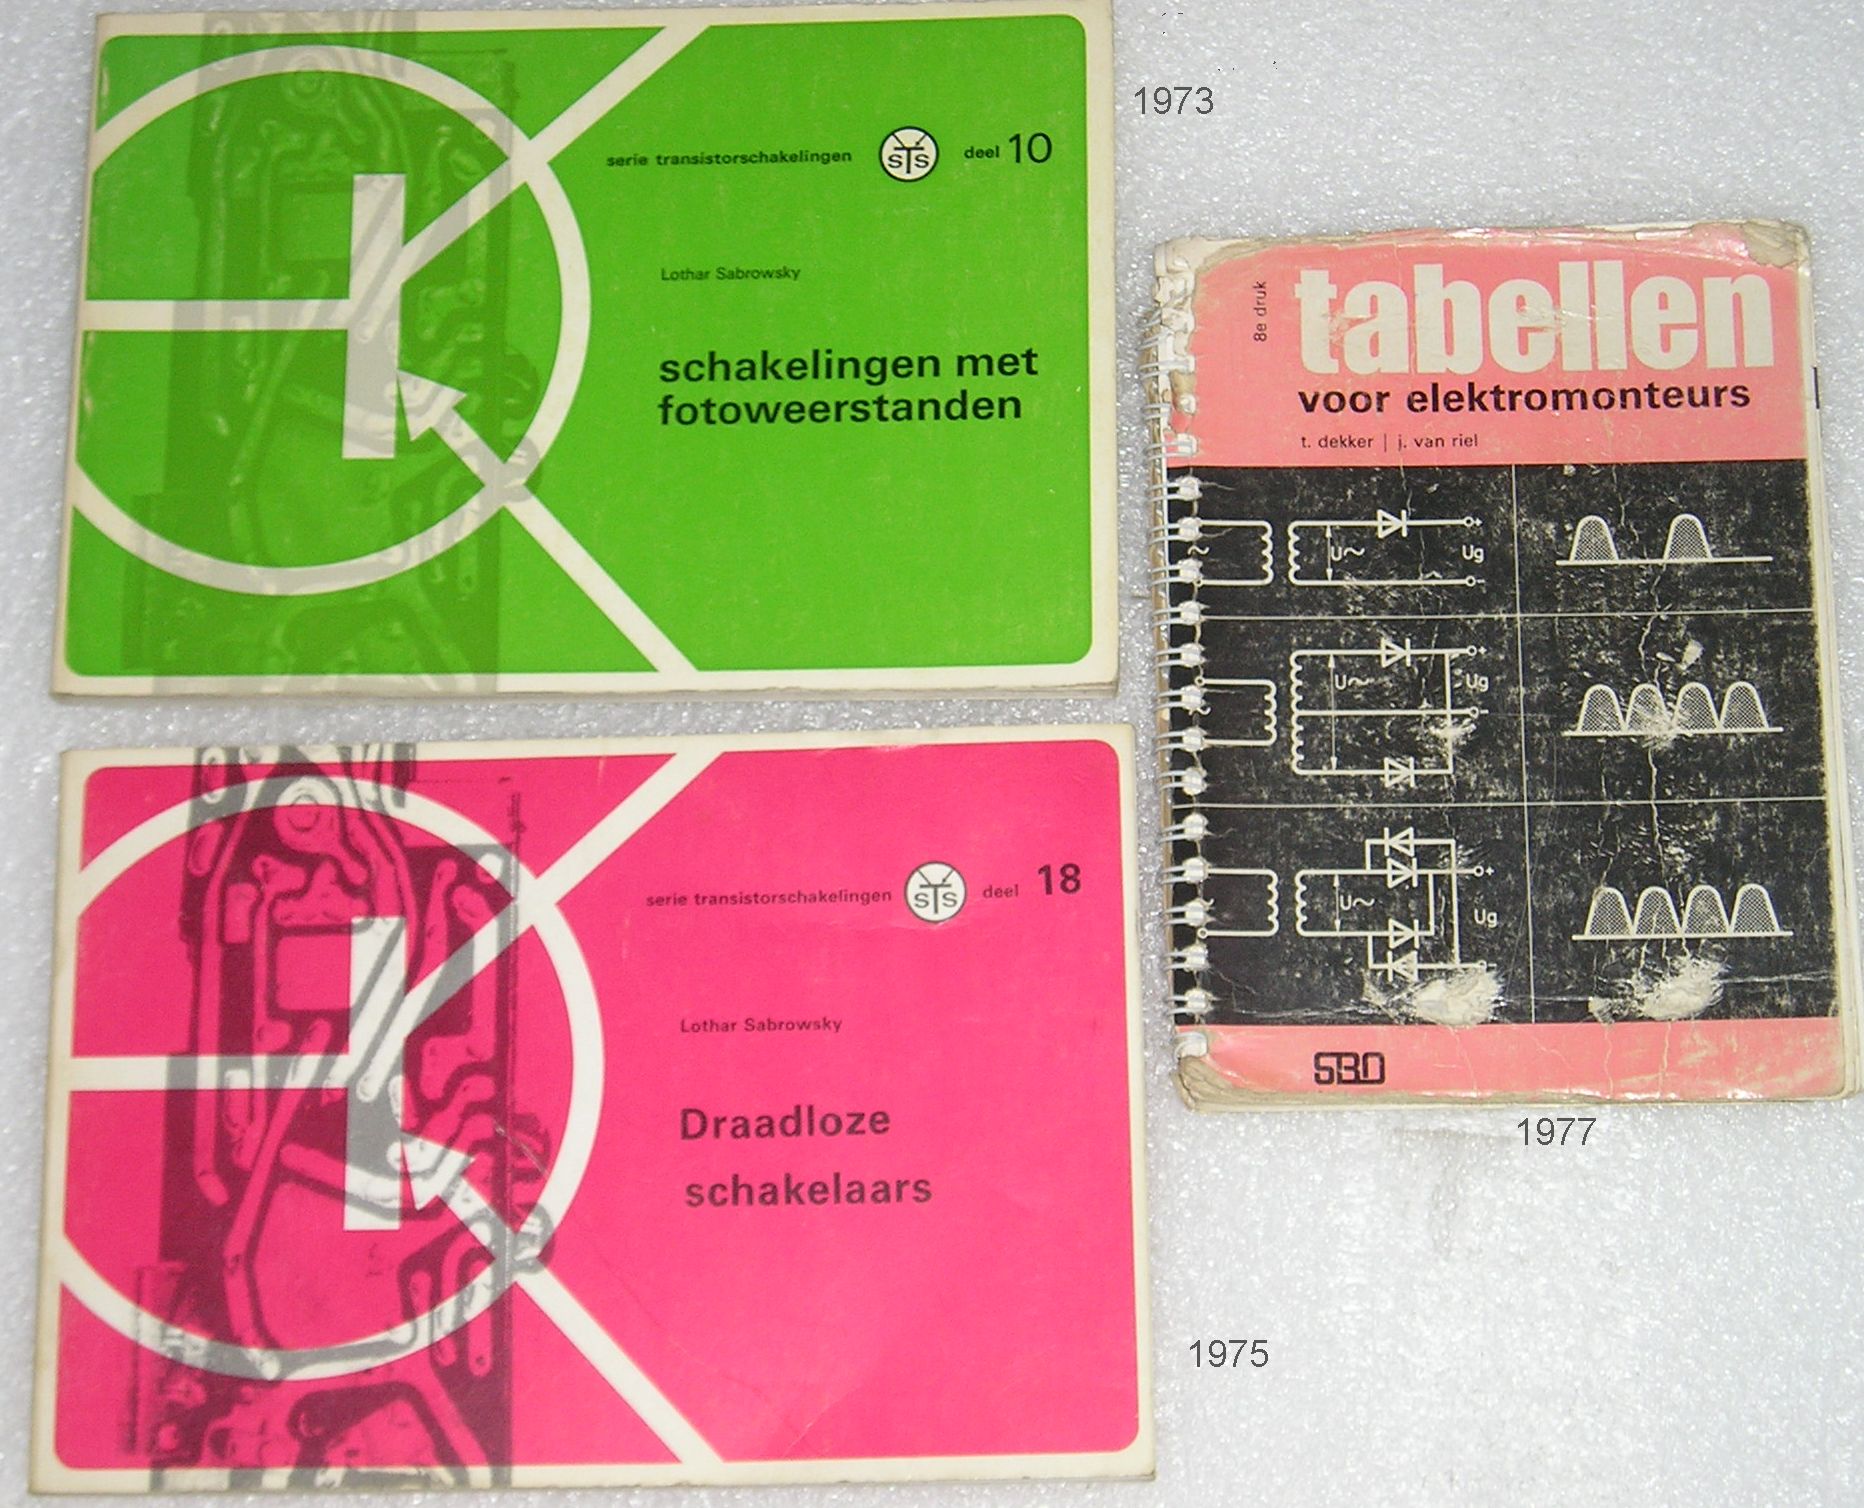 1973
serie transistorschakelingen STS deel 10
Lothar Sabrowsky
schakelingen met
fotoweerstanden
serie transistorschakelingen STS deel 18
Lothar Sabrowsky
Draadloze
schakelaars
1975
8e druk
tabellen
voor elektromonteurs
t. dekker | j. van riel
U~ Ug + -
U~ Ug + -
U~ Ug + -
SBD
1977